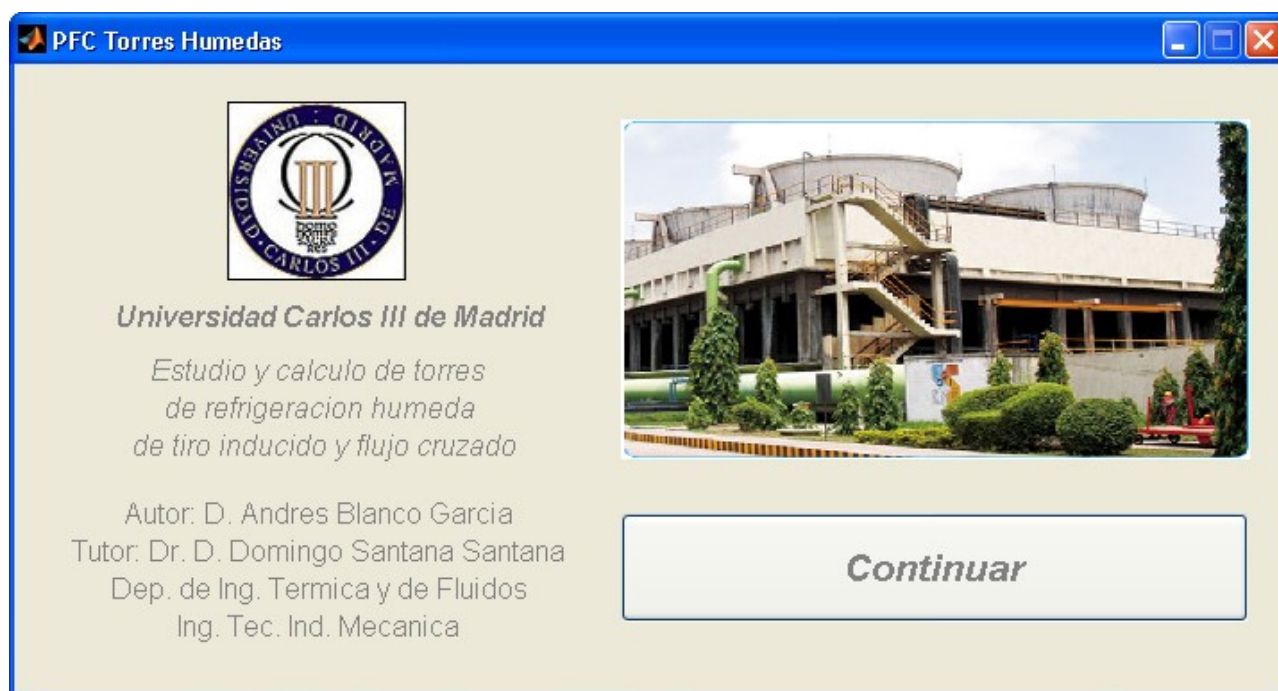 PFC Torres Humedas
UNIVERSIDAD · CARLOS III · DE MADRID :
Universidad Carlos III de Madrid
Estudio y calculo de torres
de refrigeracion humeda
de tiro inducido y flujo cruzado
Autor: D. Andres Blanco Garcia
Tutor: Dr. D. Domingo Santana Santana
Dep. de Ing. Termica y de Fluidos
Ing. Tec. Ind. Mecanica
Continuar